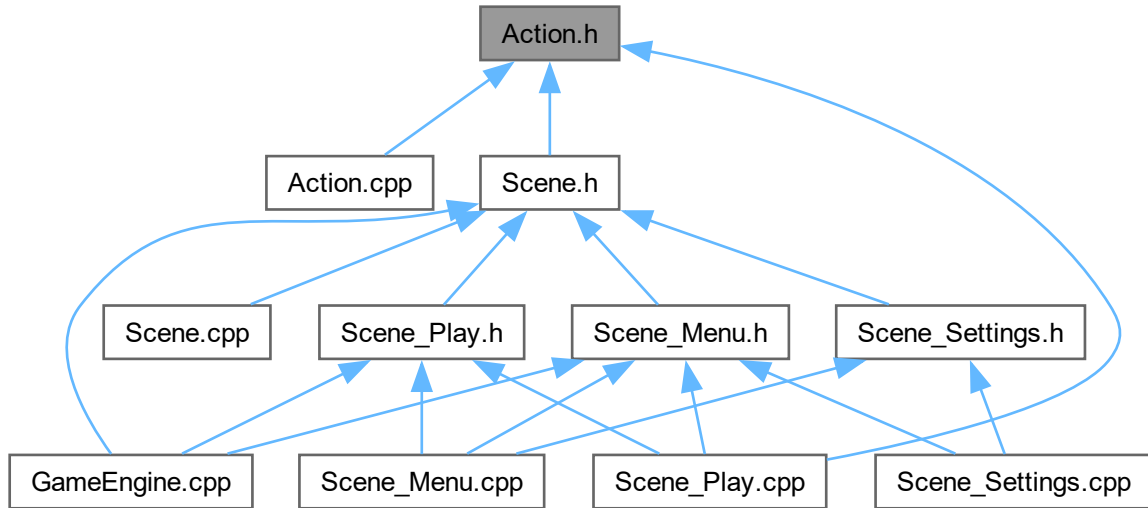 Action.h
Action.cpp
Scene.h
Scene.cpp
Scene_Play.h
Scene_Menu.h
Scene_Settings.h
GameEngine.cpp
Scene_Menu.cpp
Scene_Play.cpp
Scene_Settings.cpp